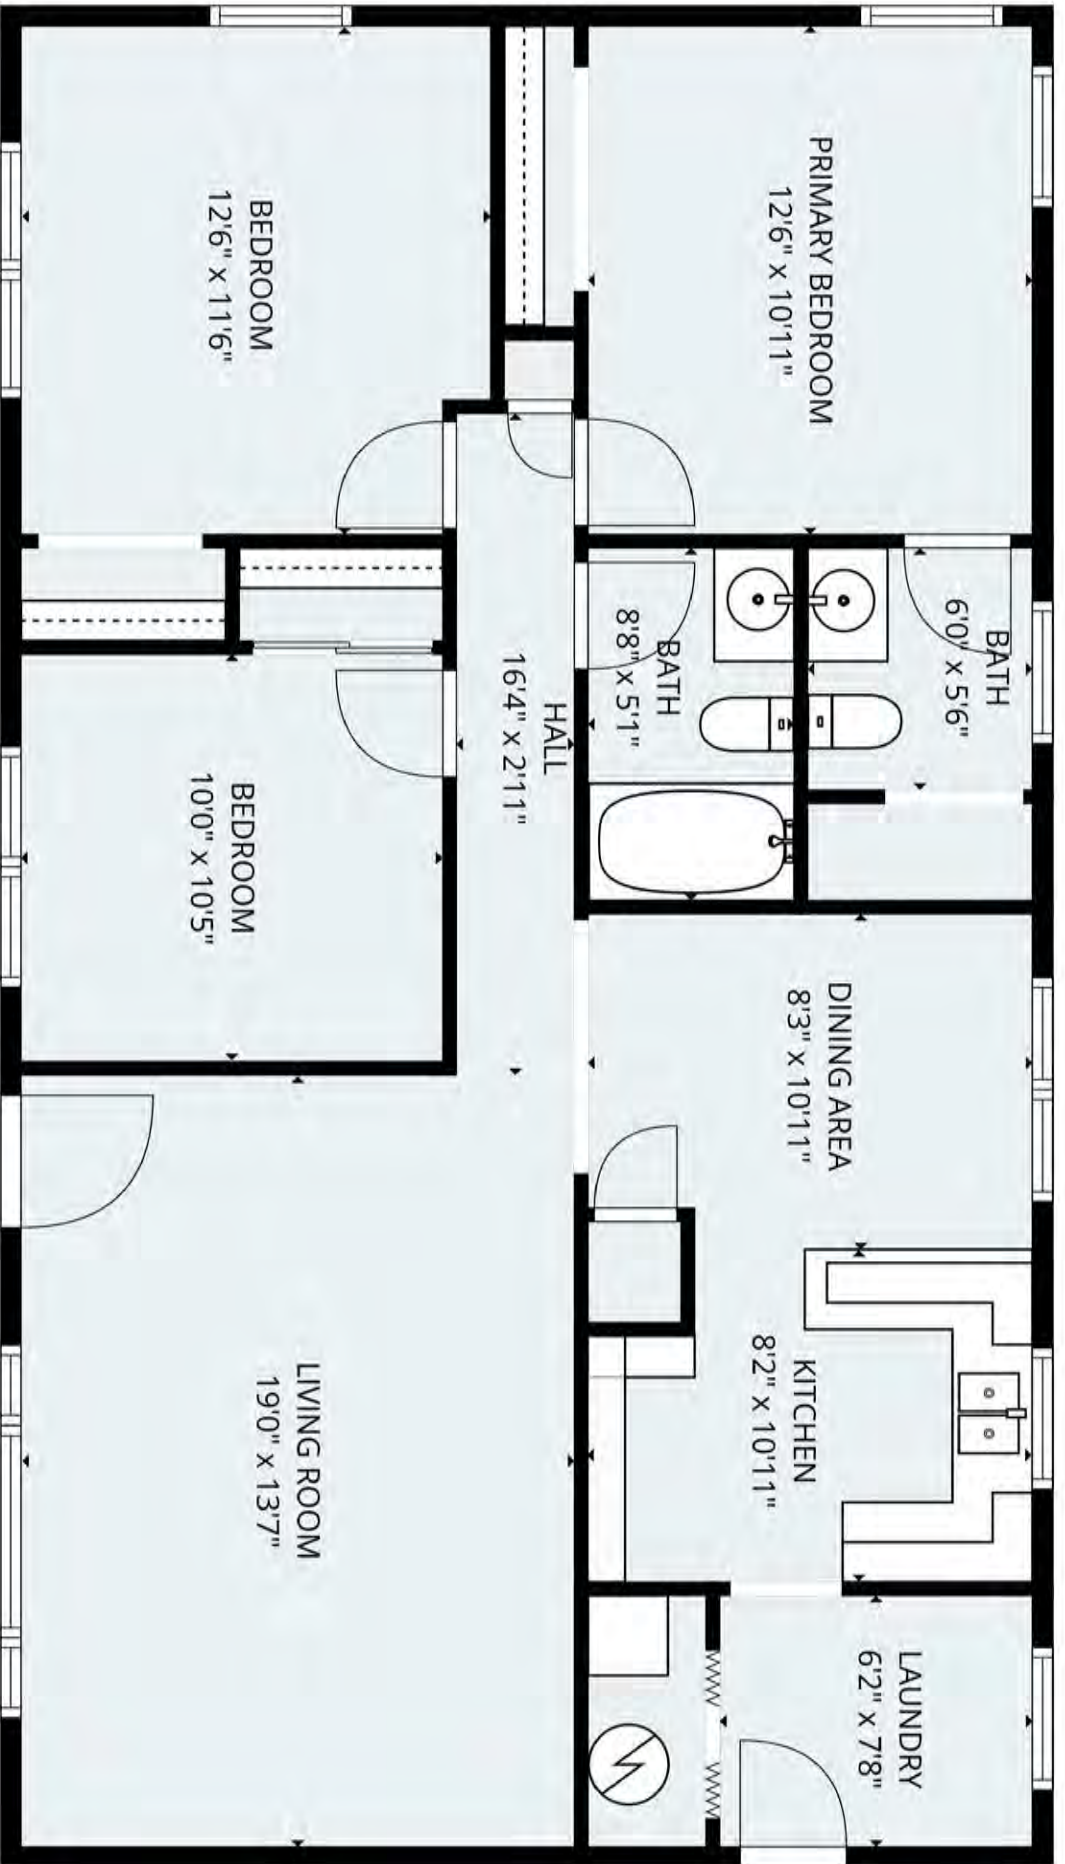 PRIMARY BEDROOM
12'6" x 10'11"
BATH
6'0" x 5'6"
BATH
8'8" x 5'1"
DINING AREA
8'3" x 10'11"
KITCHEN
8'2" x 10'11"
LAUNDRY
6'2" x 7'8"
BEDROOM
12'6" x 11'6"
HALL
16'4" x 2'11"
BEDROOM
10'0" x 10'5"
LIVING ROOM
19'0" x 13'7"